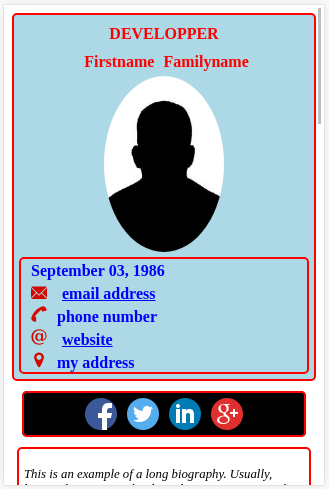 DEVELOPPER
Firstname Familyname
September 03, 1986
email address
phone number
@ website
my address
f in g+
This is an example of a long biography. Usually,